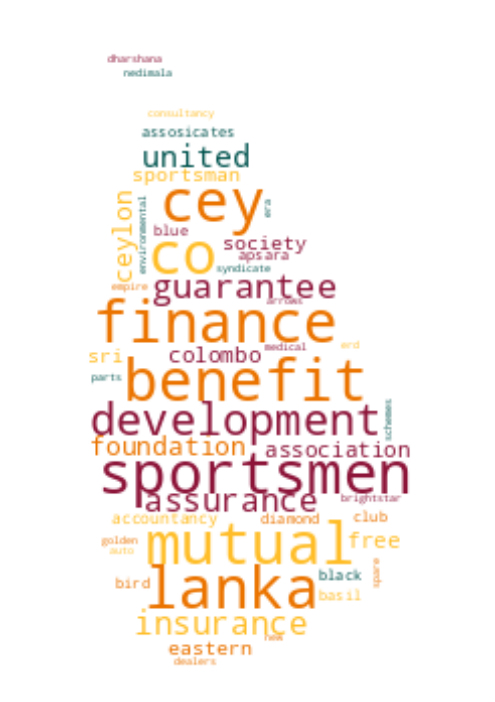 dharshana
nedimala
consultancy
assosicates
united
sportsman
cey
ceylon
environmental
era
blue
co
society
apsara
syndicate
guarantee
empire
arrows
finance
medical
erd
sri
colombo
parts
benefit
development
schemes
foundation
association
sportsmen
assurance
brightstar
accountancy
diamond
club
golden
auto
mutual
free
spare
black
bird
lanka
basil
insurance
new
eastern
dealers